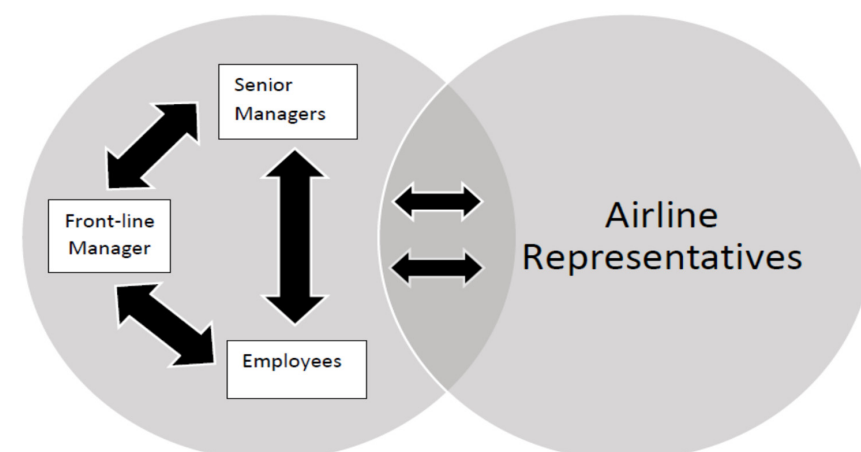 Senior
Managers
Front-line
Manager
Employees
Airline
Representatives